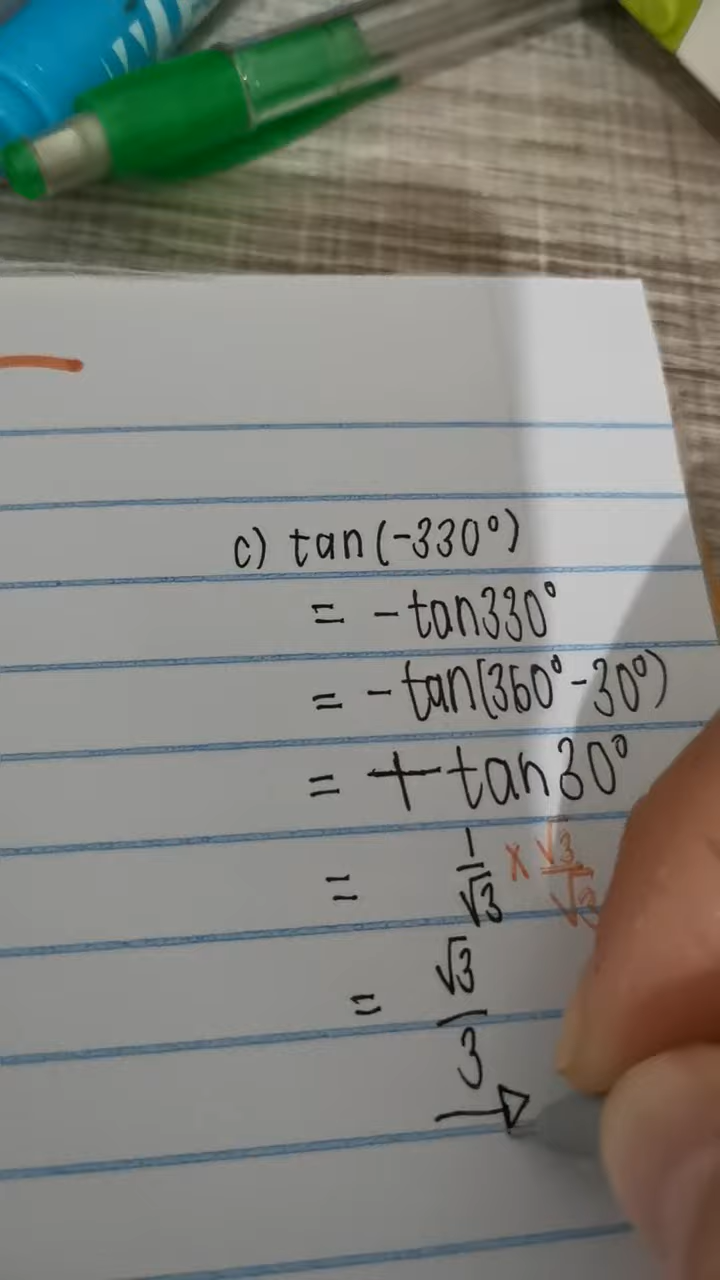 c) tan(-330°)
= -tan330°
= -tan(360°-30°)
= +tan30°
= 1/√3 × √3/√3
= √3/3